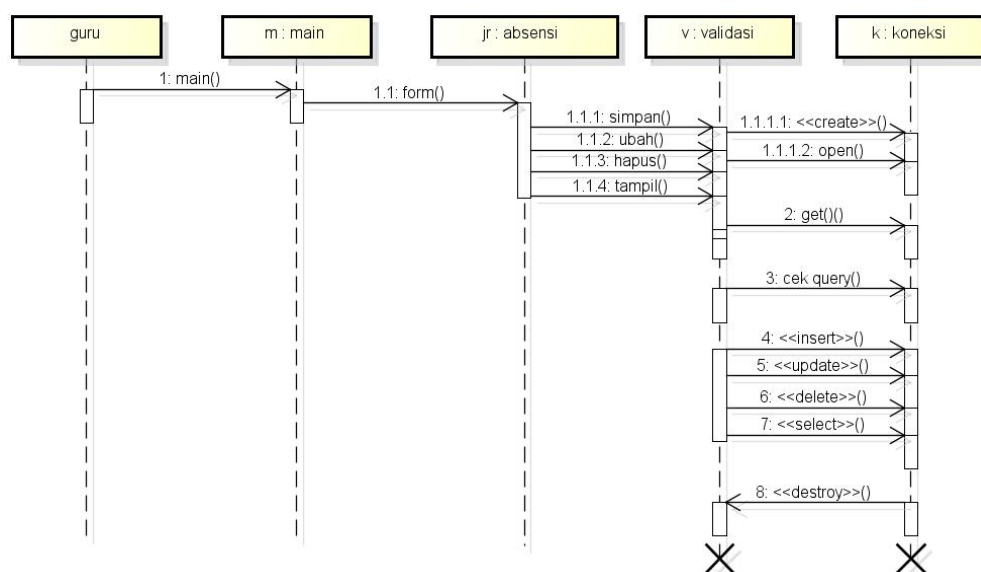 guru
m : main
jr : absensi
v : validasi
k : koneksi
1: main()
1.1: form()
1.1.1: simpan()
1.1.1.1: <<create>>()
1.1.2: ubah()
1.1.1.2: open()
1.1.3: hapus()
1.1.4: tampil()
2: get()()
3: cek query()
4: <<insert>>()
5: <<update>>()
6: <<delete>>()
7: <<select>>()
8: <<destroy>>()